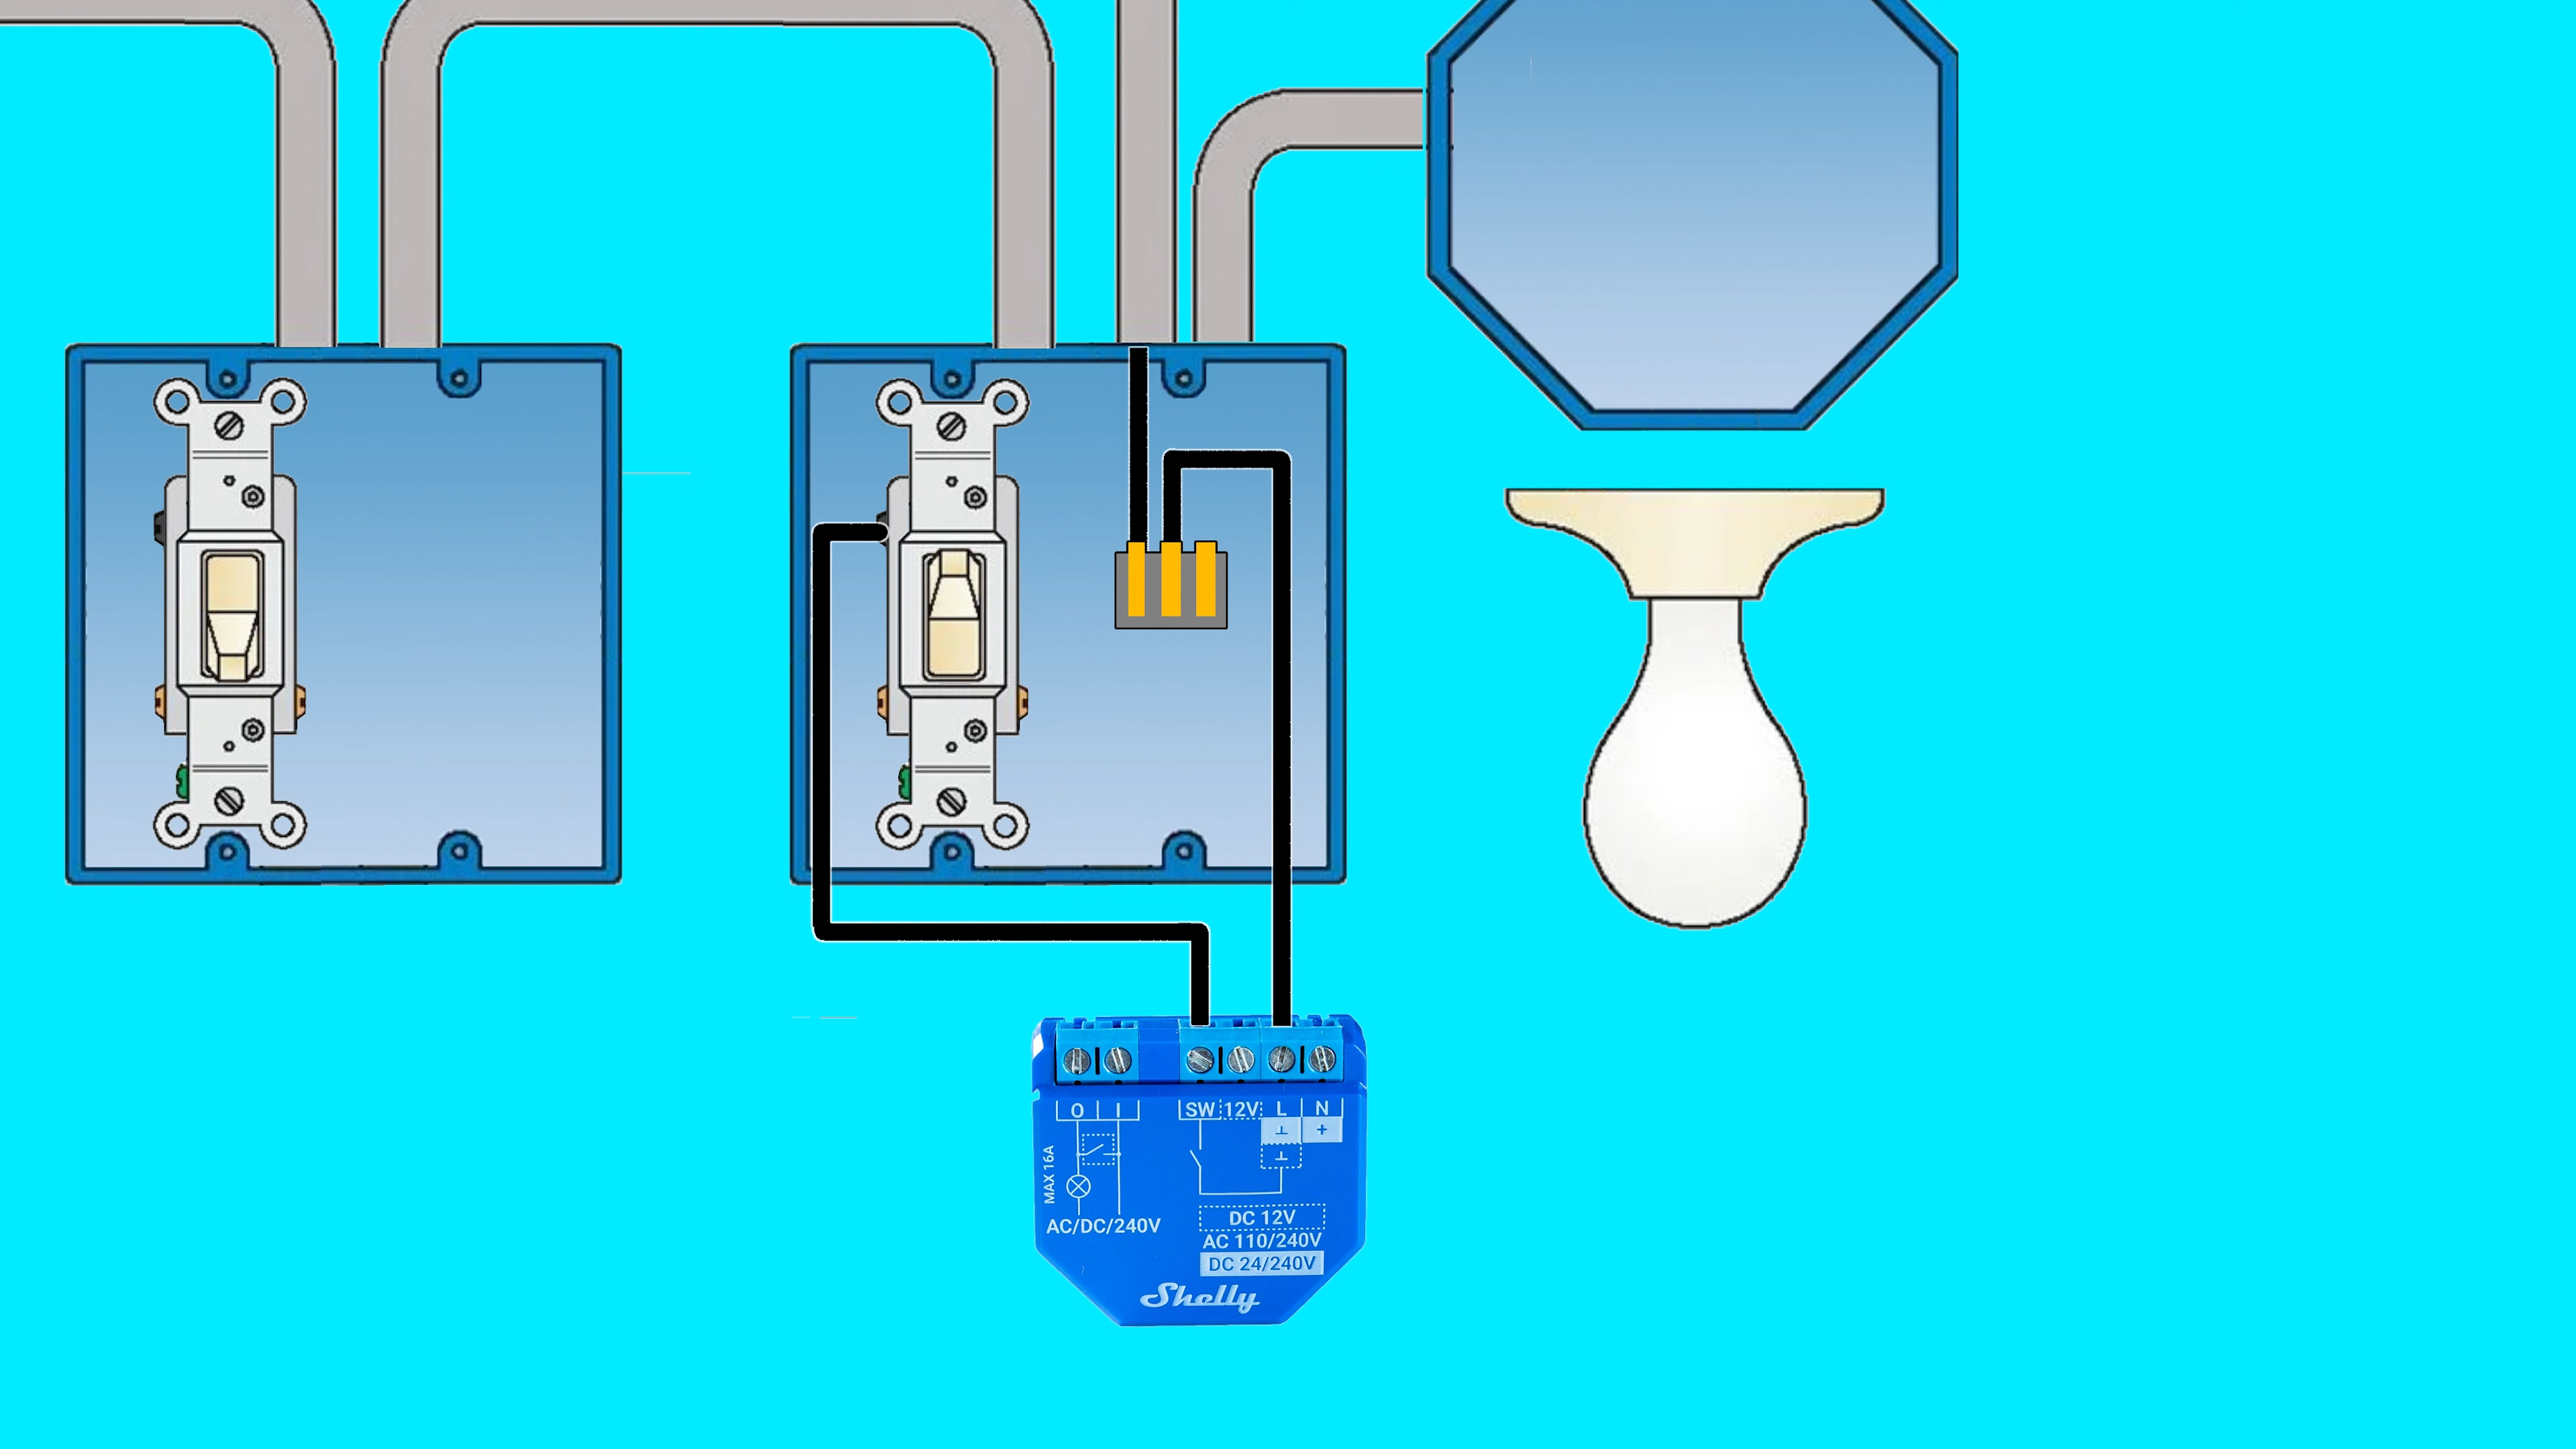 O I SW 12V L N
⊥ +
⊥
MAX 16A
AC/DC/240V
DC 12V
AC 110/240V
DC 24/240V
Shelly